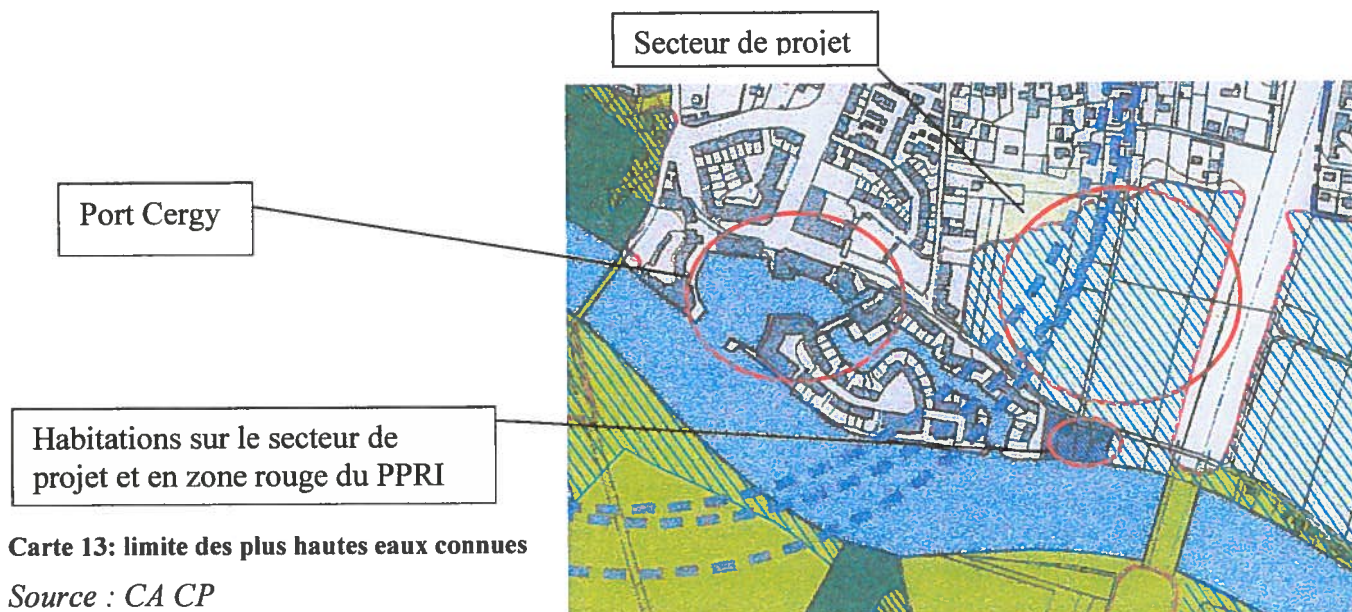 Secteur de projet
Port Cergy
Habitations sur le secteur de
projet et en zone rouge du PPRI
Carte 13: limite des plus hautes eaux connues
Source : CA CP